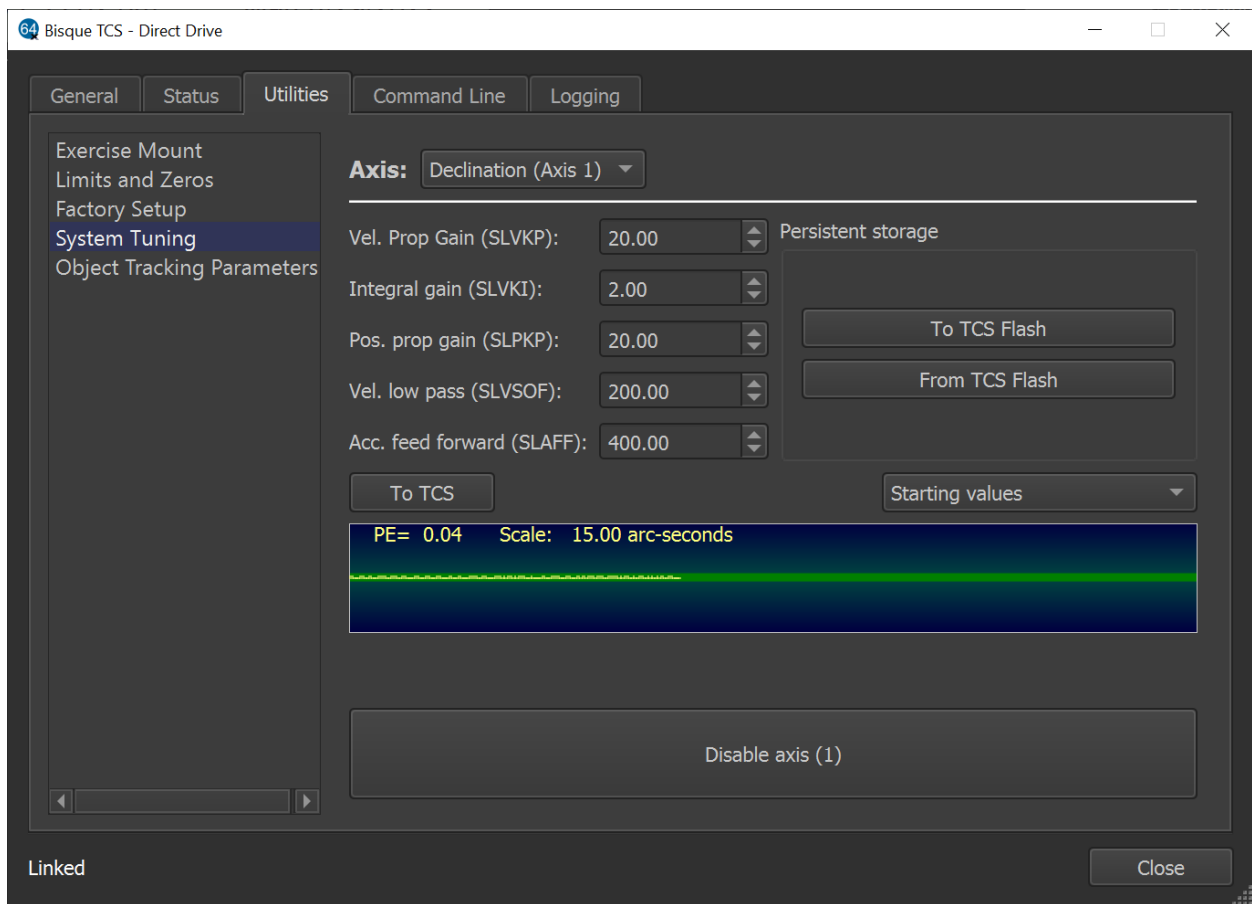 64
Bisque TCS - Direct Drive
General Status Utilities Command Line Logging
Exercise Mount
Limits and Zeros
Factory Setup
System Tuning
Object Tracking Parameters
Axis: Declination (Axis 1)
Vel. Prop Gain (SLVKP): 20.00
Integral gain (SLVKI): 2.00
Pos. prop gain (SLPKP): 20.00
Vel. low pass (SLVSOF): 200.00
Acc. feed forward (SLAFF): 400.00
Persistent storage
To TCS Flash
From TCS Flash
To TCS
Starting values
PE= 0.04 Scale: 15.00 arc-seconds
Disable axis (1)
Linked
Close